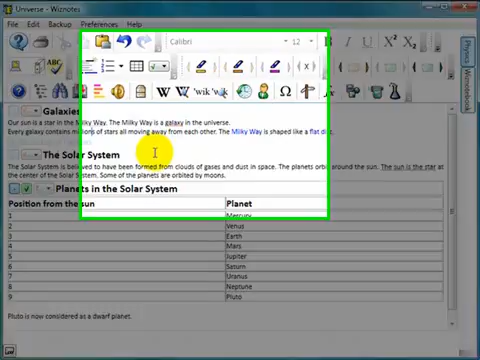 Universe - Wiznotes
File Edit Backup Preferences Help
Calibri 12 B I X² X₂
ABC
W W 'wik 'wik Ω
Physics Wiznotebook
Galaxies
Our sun is a star in the Milky Way. The Milky Way is a galaxy in the universe.
Every galaxy contains millions of stars all moving away from each other. The Milky Way is shaped like a flat disc.
The Solar System
The Solar System is believed to have been formed from clouds of gases and dust in space. The planets orbit around the sun. The sun is the star at
the center of the Solar System. Some of the planets are orbited by moons.
Planets in the Solar System
Position from the sun Planet
1 Mercury
2 Venus
3 Earth
4 Mars
5 Jupiter
6 Saturn
7 Uranus
8 Neptune
9 Pluto
Pluto is now considered as a dwarf planet.